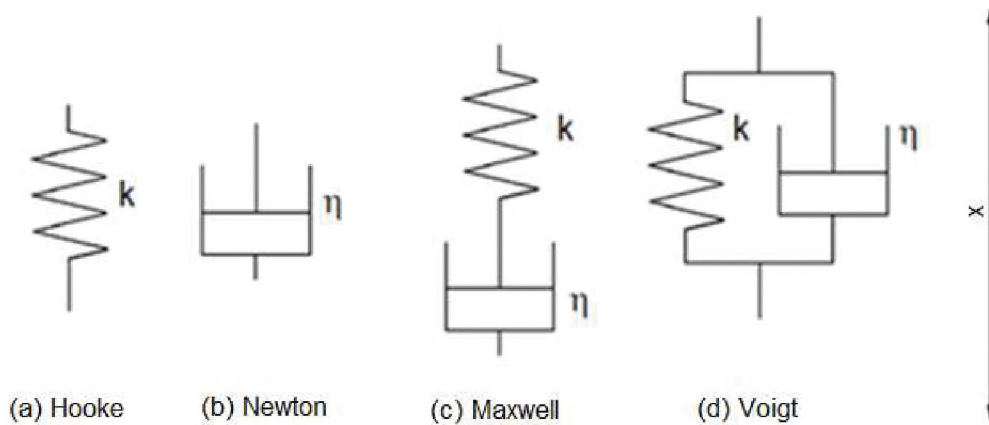 k
η
k
η
k
η
x
(a) Hooke
(b) Newton
(c) Maxwell
(d) Voigt